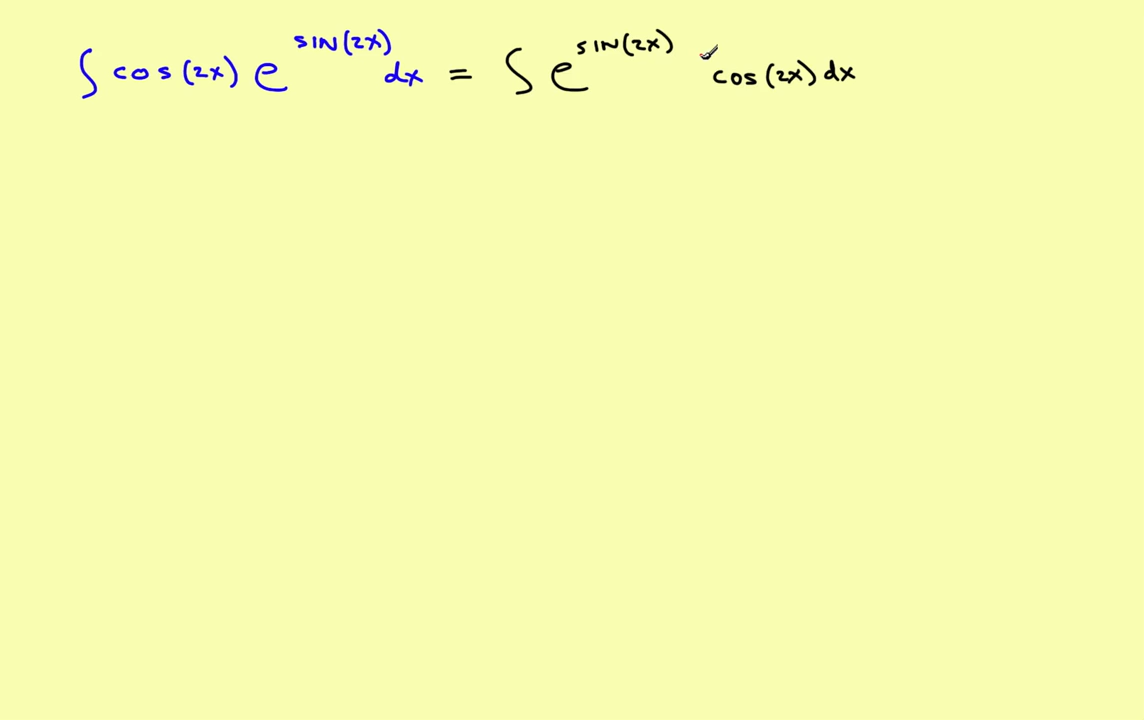 ∫ cos(2x) e^sin(2x) dx = ∫ e^sin(2x) cos(2x) dx